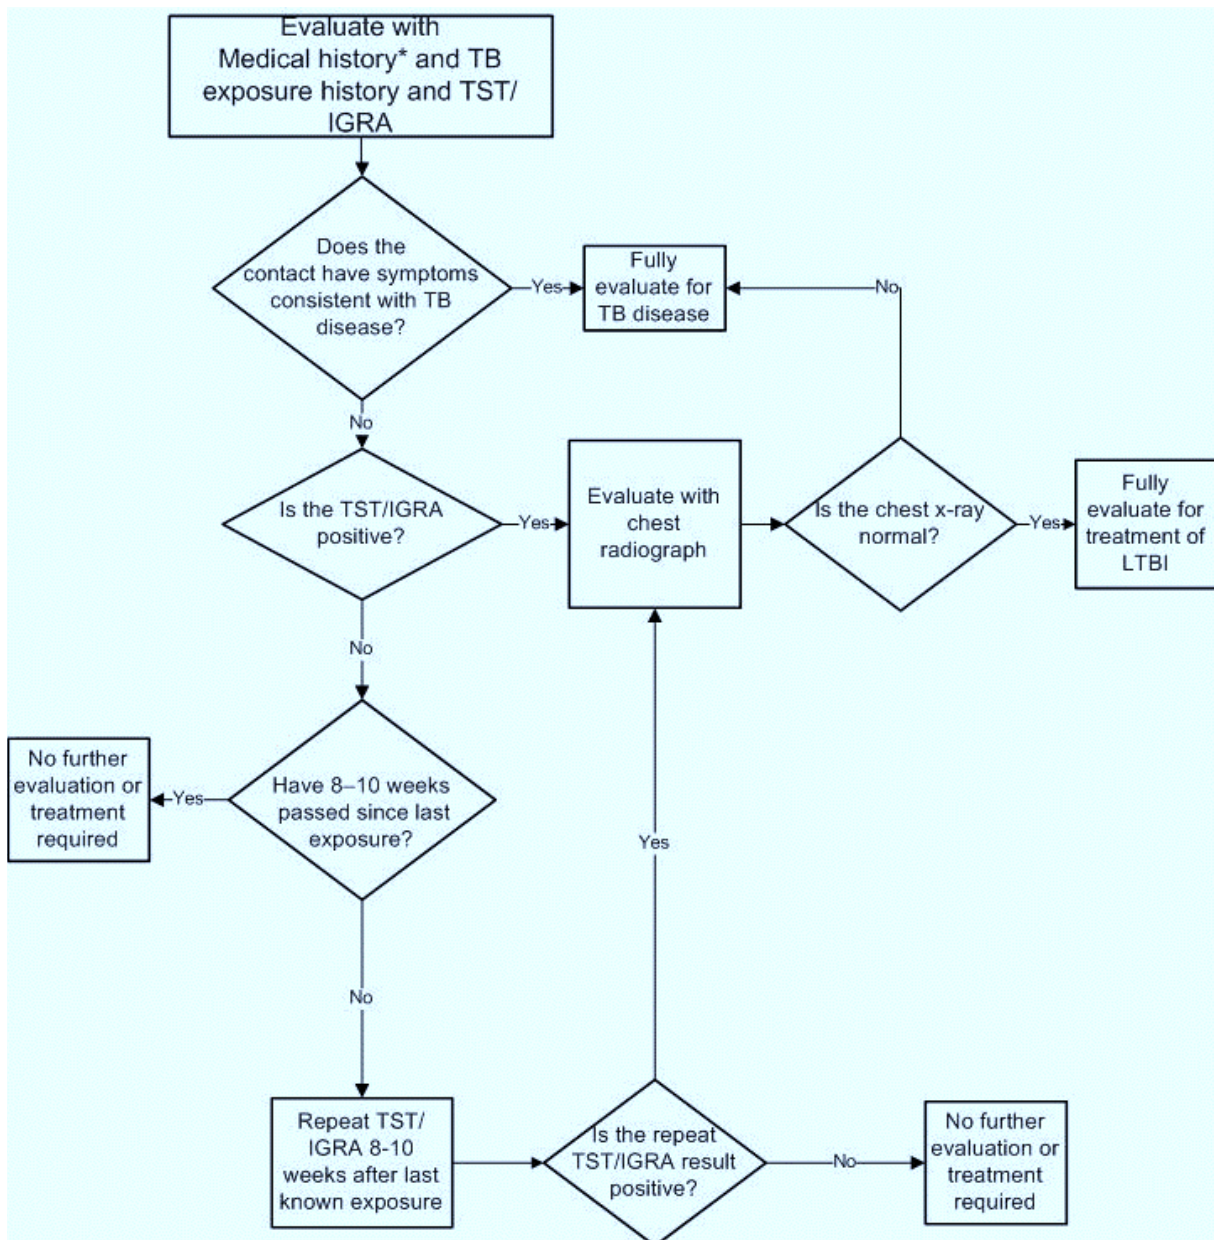 Evaluate with
Medical history* and TB
exposure history and TST/
IGRA
Does the
contact have symptoms
consistent with TB
disease?
Yes
Fully
evaluate for
TB disease
No
No
Is the TST/IGRA
positive?
Yes
Evaluate with
chest
radiograph
Is the chest x-ray
normal?
Yes
Fully
evaluate for
treatment of
LTBI
No
Have 8–10 weeks
passed since last
exposure?
Yes
No further
evaluation or
treatment
required
No
Yes
Repeat TST/
IGRA 8-10
weeks after last
known exposure
Is the repeat
TST/IGRA result
positive?
No
No further
evaluation or
treatment
required